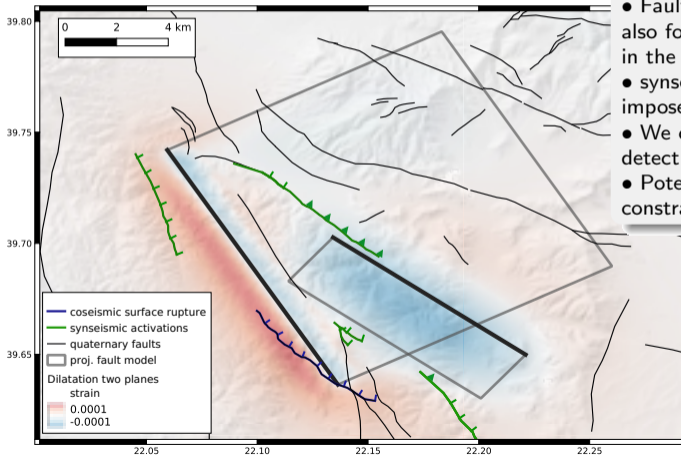 39.80
39.75
39.70
39.65
0 2 4 km
coseismic surface rupture
synseismic activations
quaternary faults
proj. fault model
Dilatation two planes
strain
0.0001
-0.0001
22.05 22.10 22.15 22.20 22.25
• Faul
also fo
in the
• syns
impose
• We
detect
• Pote
constra